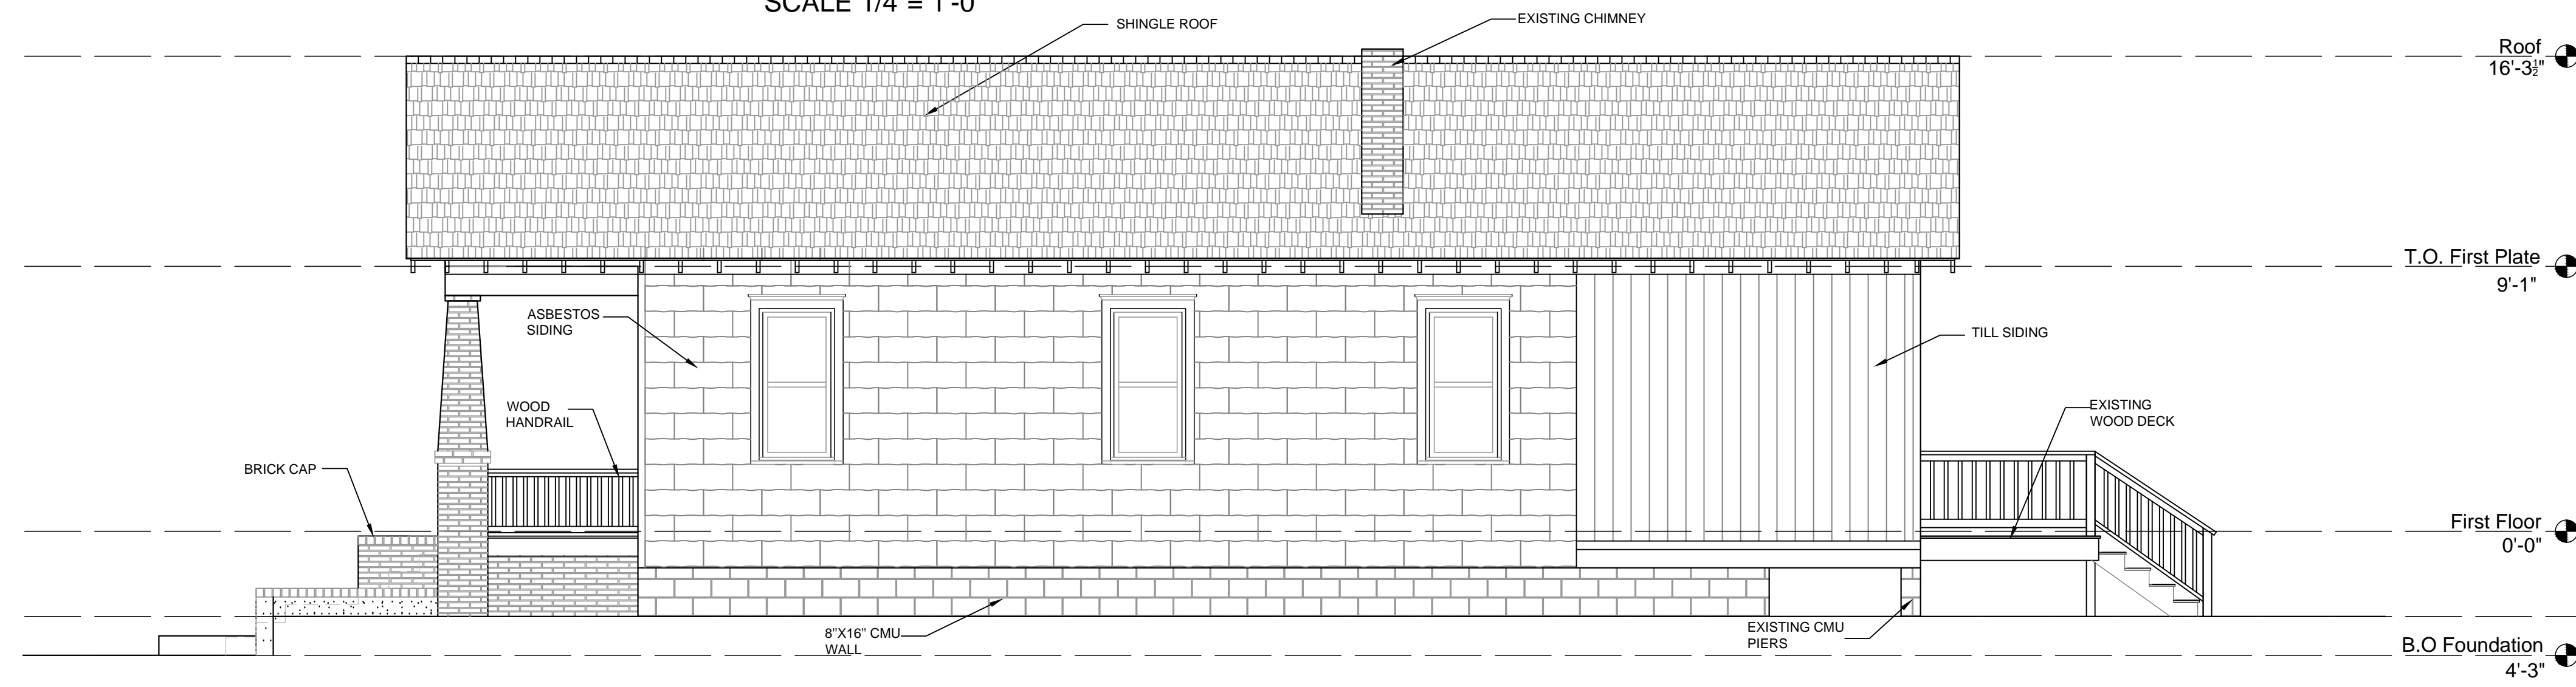 SCALE 1/4 = 1'-0
SHINGLE ROOF
EXISTING CHIMNEY
Roof
16'-3½"
T.O. First Plate
9'-1"
ASBESTOS
SIDING
TILL SIDING
WOOD
HANDRAIL
EXISTING
WOOD DECK
BRICK CAP
First Floor
0'-0"
8"X16" CMU
WALL
EXISTING CMU
PIERS
B.O Foundation
4'-3"